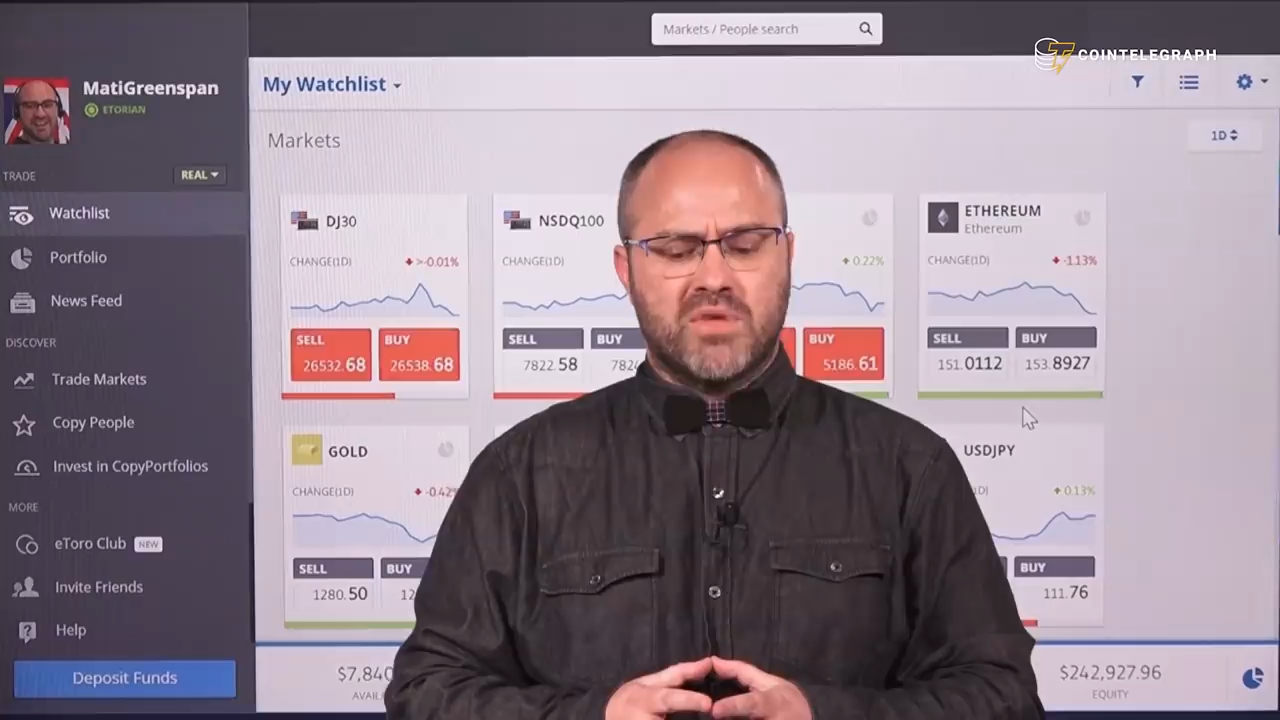 Markets / People search
COINTELEGRAPH
MatiGreenspan
ETORIAN
TRADE
REAL
Watchlist
Portfolio
News Feed
DISCOVER
Trade Markets
Copy People
Invest in CopyPortfolios
MORE
eToro Club NEW
Invite Friends
Help
Deposit Funds
My Watchlist
Markets
1D
DJ30
CHANGE(1D)
>-0.01%
SELL
BUY
26532.68
26538.68
NSDQ100
CHANGE(1D)
SELL
BUY
7822.58
0.22%
BUY
5186.61
ETHEREUM
Ethereum
CHANGE(1D)
-1.13%
SELL
BUY
151.0112
153.8927
GOLD
CHANGE(1D)
-0.42%
SELL
BUY
1280.50
USDJPY
0.13%
BUY
111.76
$242,927.96
EQUITY